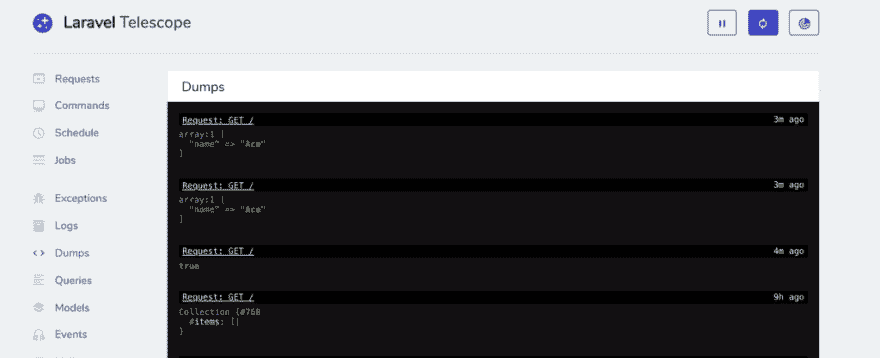 Laravel Telescope
Requests
Commands
Schedule
Jobs
Exceptions
Logs
Dumps
Queries
Models
Events
Dumps
Request: GET / 3m ago
array:1 [
"name" => "Acm"
]
Request: GET / 3m ago
array:1 [
"name" => "Acm"
]
Request: GET / 4m ago
true
Request: GET / 9h ago
Collection {#768
#items: []
}